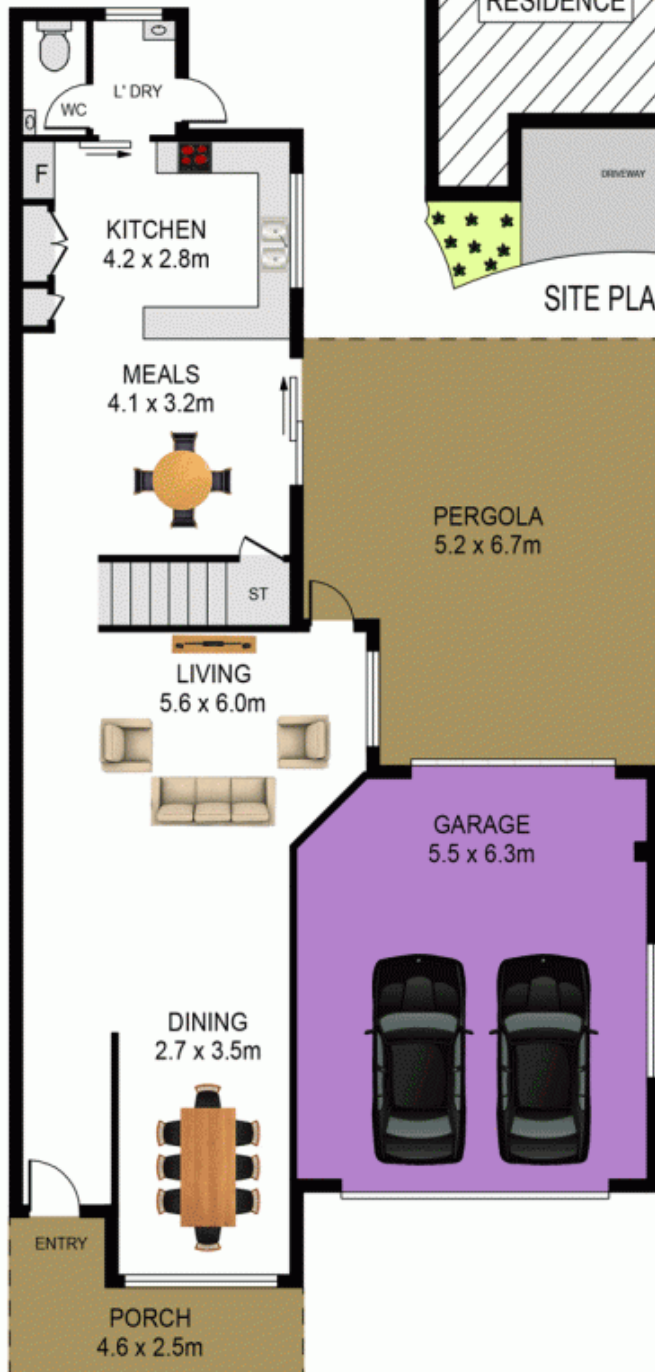 RESIDENCE
L' DRY
WC
F
DRIVEWAY
KITCHEN
4.2 x 2.8m
SITE PLA
MEALS
4.1 x 3.2m
PERGOLA
5.2 x 6.7m
ST
LIVING
5.6 x 6.0m
GARAGE
5.5 x 6.3m
DINING
2.7 x 3.5m
ENTRY
PORCH
4.6 x 2.5m